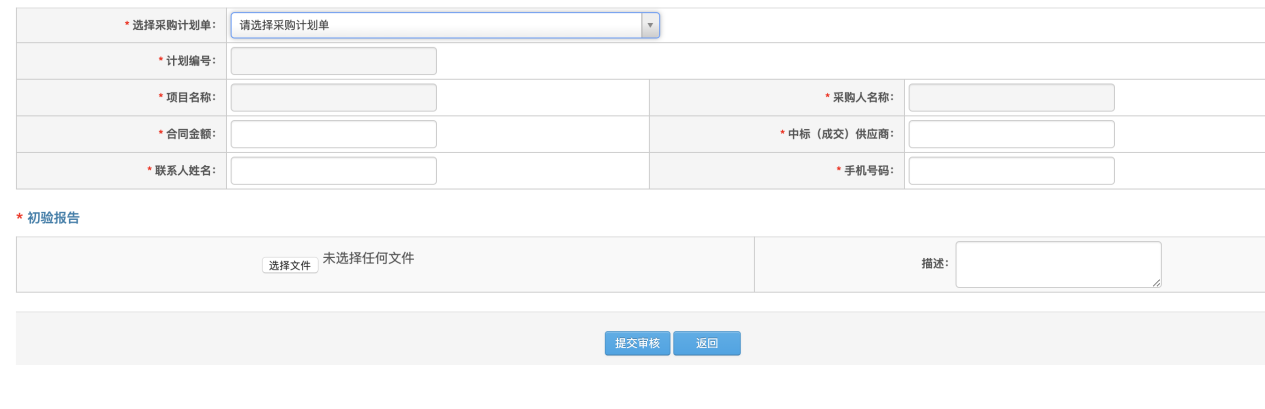 * 选择采购计划单: 请选择采购计划单
* 计划编号:
* 项目名称: * 采购人名称:
* 合同金额: * 中标（成交）供应商:
* 联系人姓名: * 手机号码:
* 初验报告
选择文件 未选择任何文件 描述:
提交审核 返回